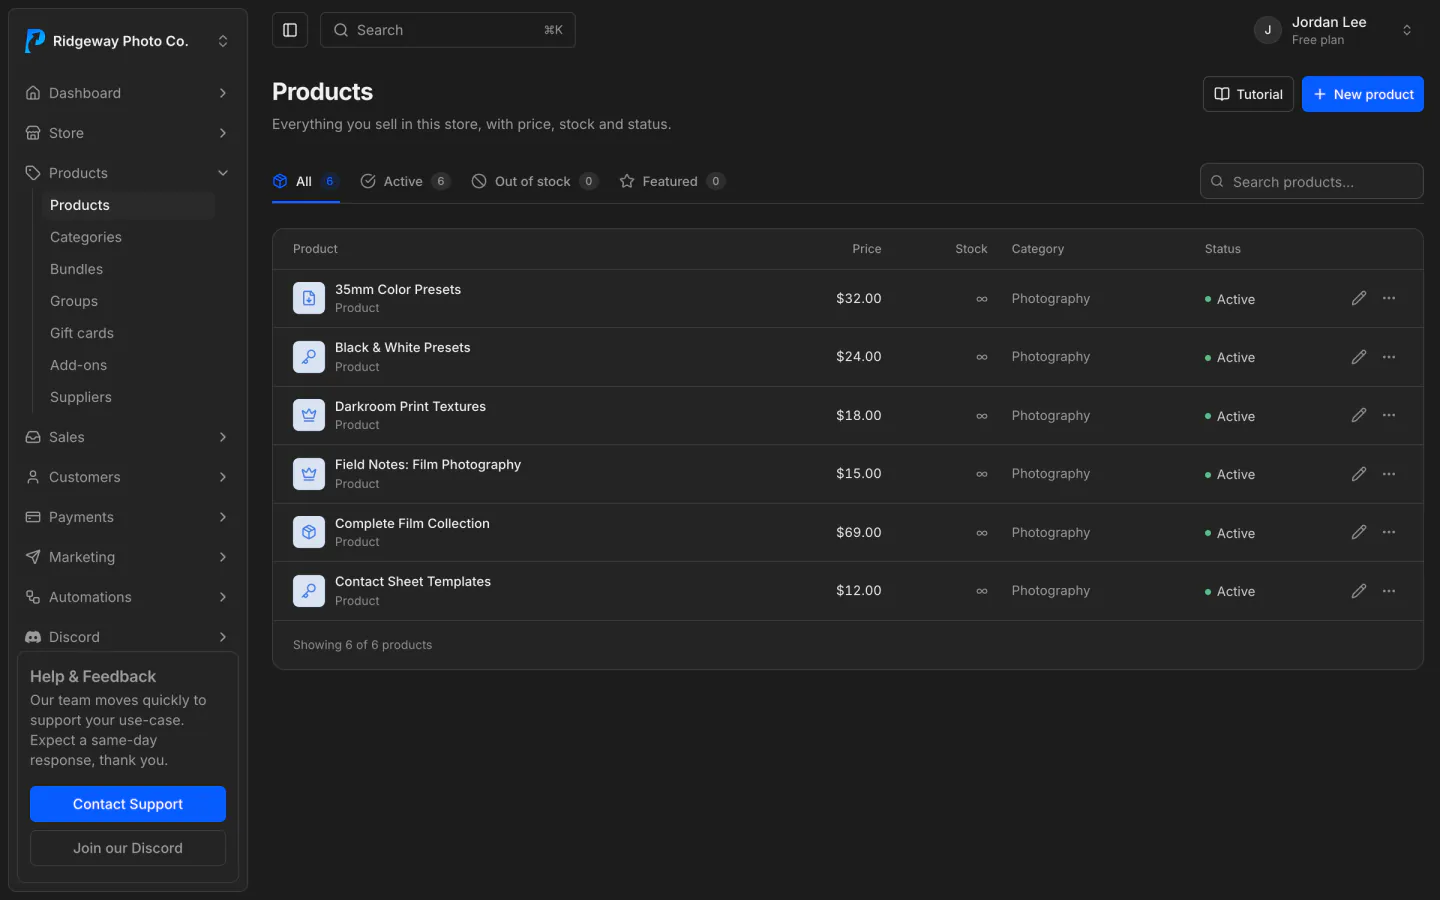 Ridgeway Photo Co.
Dashboard
Store
Products
Products
Categories
Bundles
Groups
Gift cards
Add-ons
Suppliers
Sales
Customers
Payments
Marketing
Automations
Discord
Help & Feedback
Our team moves quickly to
support your use-case.
Expect a same-day
response, thank you.
Contact Support
Join our Discord
Search ⌘K
J
Jordan Lee
Free plan
Products
Everything you sell in this store, with price, stock and status.
Tutorial
New product
All 6 Active 6 Out of stock 0 Featured 0
Search products...
Product Price Stock Category Status
35mm Color Presets
Product
$32.00 ∞ Photography Active
Black & White Presets
Product
$24.00 ∞ Photography Active
Darkroom Print Textures
Product
$18.00 ∞ Photography Active
Field Notes: Film Photography
Product
$15.00 ∞ Photography Active
Complete Film Collection
Product
$69.00 ∞ Photography Active
Contact Sheet Templates
Product
$12.00 ∞ Photography Active
Showing 6 of 6 products